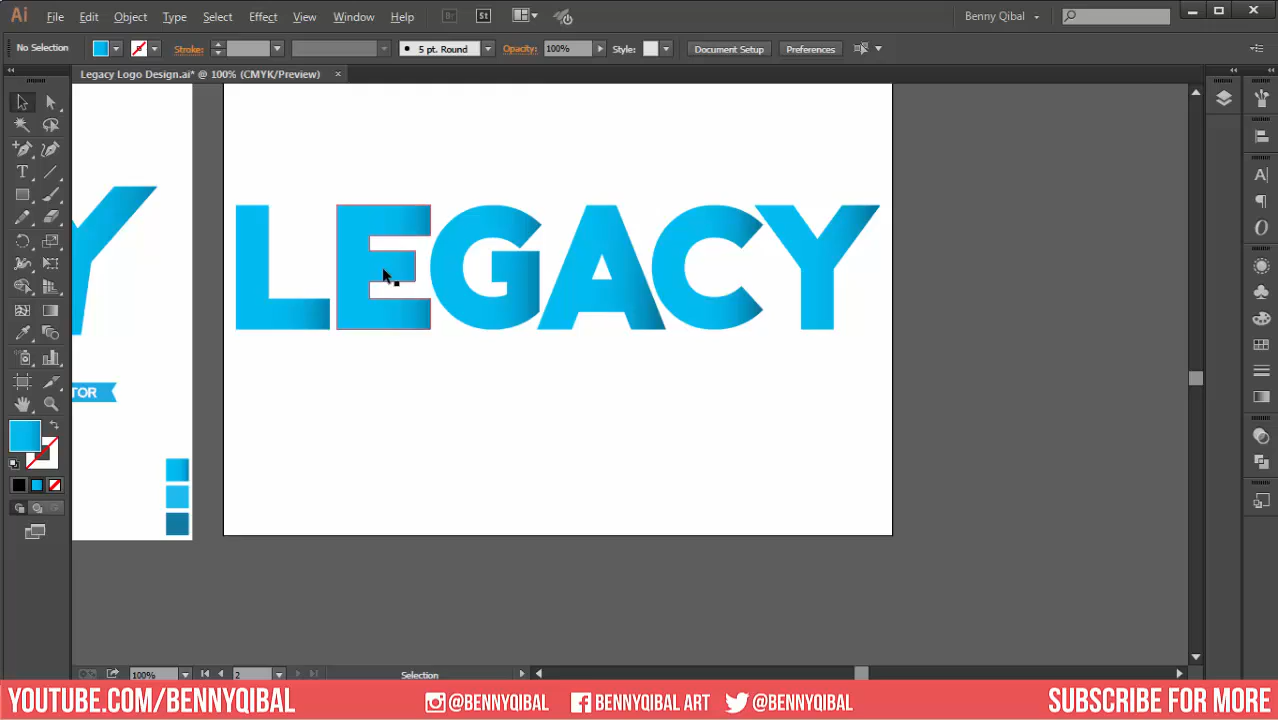 Ai File Edit Object Type Select Effect View Window Help Br St Benny Qibal
No Selection Stroke: 5 pt. Round Opacity: 100% Style: Document Setup Preferences
Legacy Logo Design.ai* @ 100% (CMYK/Preview) ×
LEGACY
Y
TOR
100% 2 Selection
YOUTUBE.COM/BENNYQIBAL @BENNYQIBAL BENNYQIBAL ART @BENNYQIBAL SUBSCRIBE FOR MORE